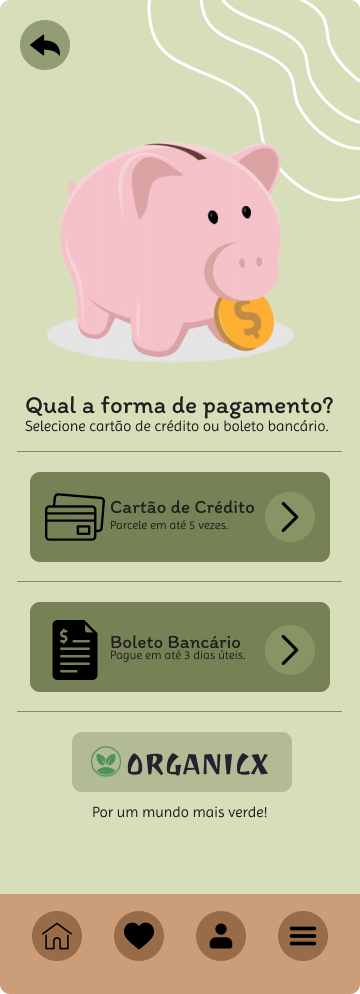 $
Qual a forma de pagamento?
Selecione cartão de crédito ou boleto bancário.
Cartão de Crédito
Parcele em até 5 vezes.
$
Boleto Bancário
Pague em até 3 dias úteis.
ORGANICX
Por um mundo mais verde!